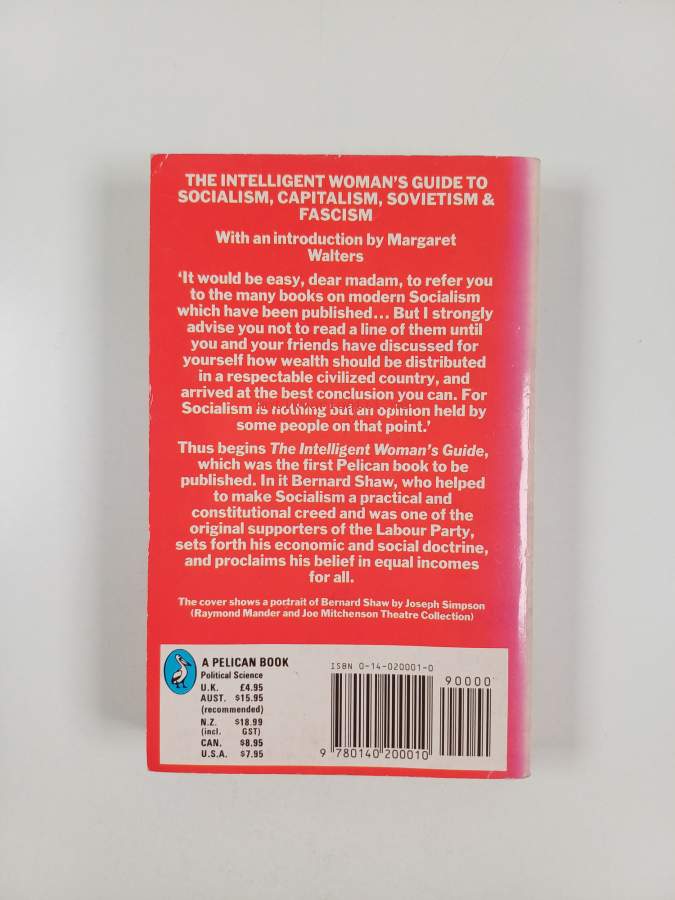 THE INTELLIGENT WOMAN'S GUIDE TO
SOCIALISM, CAPITALISM, SOVIETISM &
FASCISM
With an introduction by Margaret
Walters
'It would be easy, dear madam, to refer you
to the many books on modern Socialism
which have been published... But I strongly
advise you not to read a line of them until
you and your friends have discussed for
yourself how wealth should be distributed
in a respectable civilized country, and
arrived at the best conclusion you can. For
Socialism is nothing but an opinion held by
some people on that point.'
Thus begins The Intelligent Woman's Guide,
which was the first Pelican book to be
published. In it Bernard Shaw, who helped
to make Socialism a practical and
constitutional creed and was one of the
original supporters of the Labour Party,
sets forth his economic and social doctrine,
and proclaims his belief in equal incomes
for all.
The cover shows a portrait of Bernard Shaw by Joseph Simpson
(Raymond Mander and Joe Mitchenson Theatre Collection)
A PELICAN BOOK
Political Science
U.K. £4.95
AUST. $15.95
(recommended)
N.Z. $18.99
(incl. GST)
CAN. $8.95
U.S.A. $7.95
ISBN 0-14-020001-0
90000
9 780140 200010